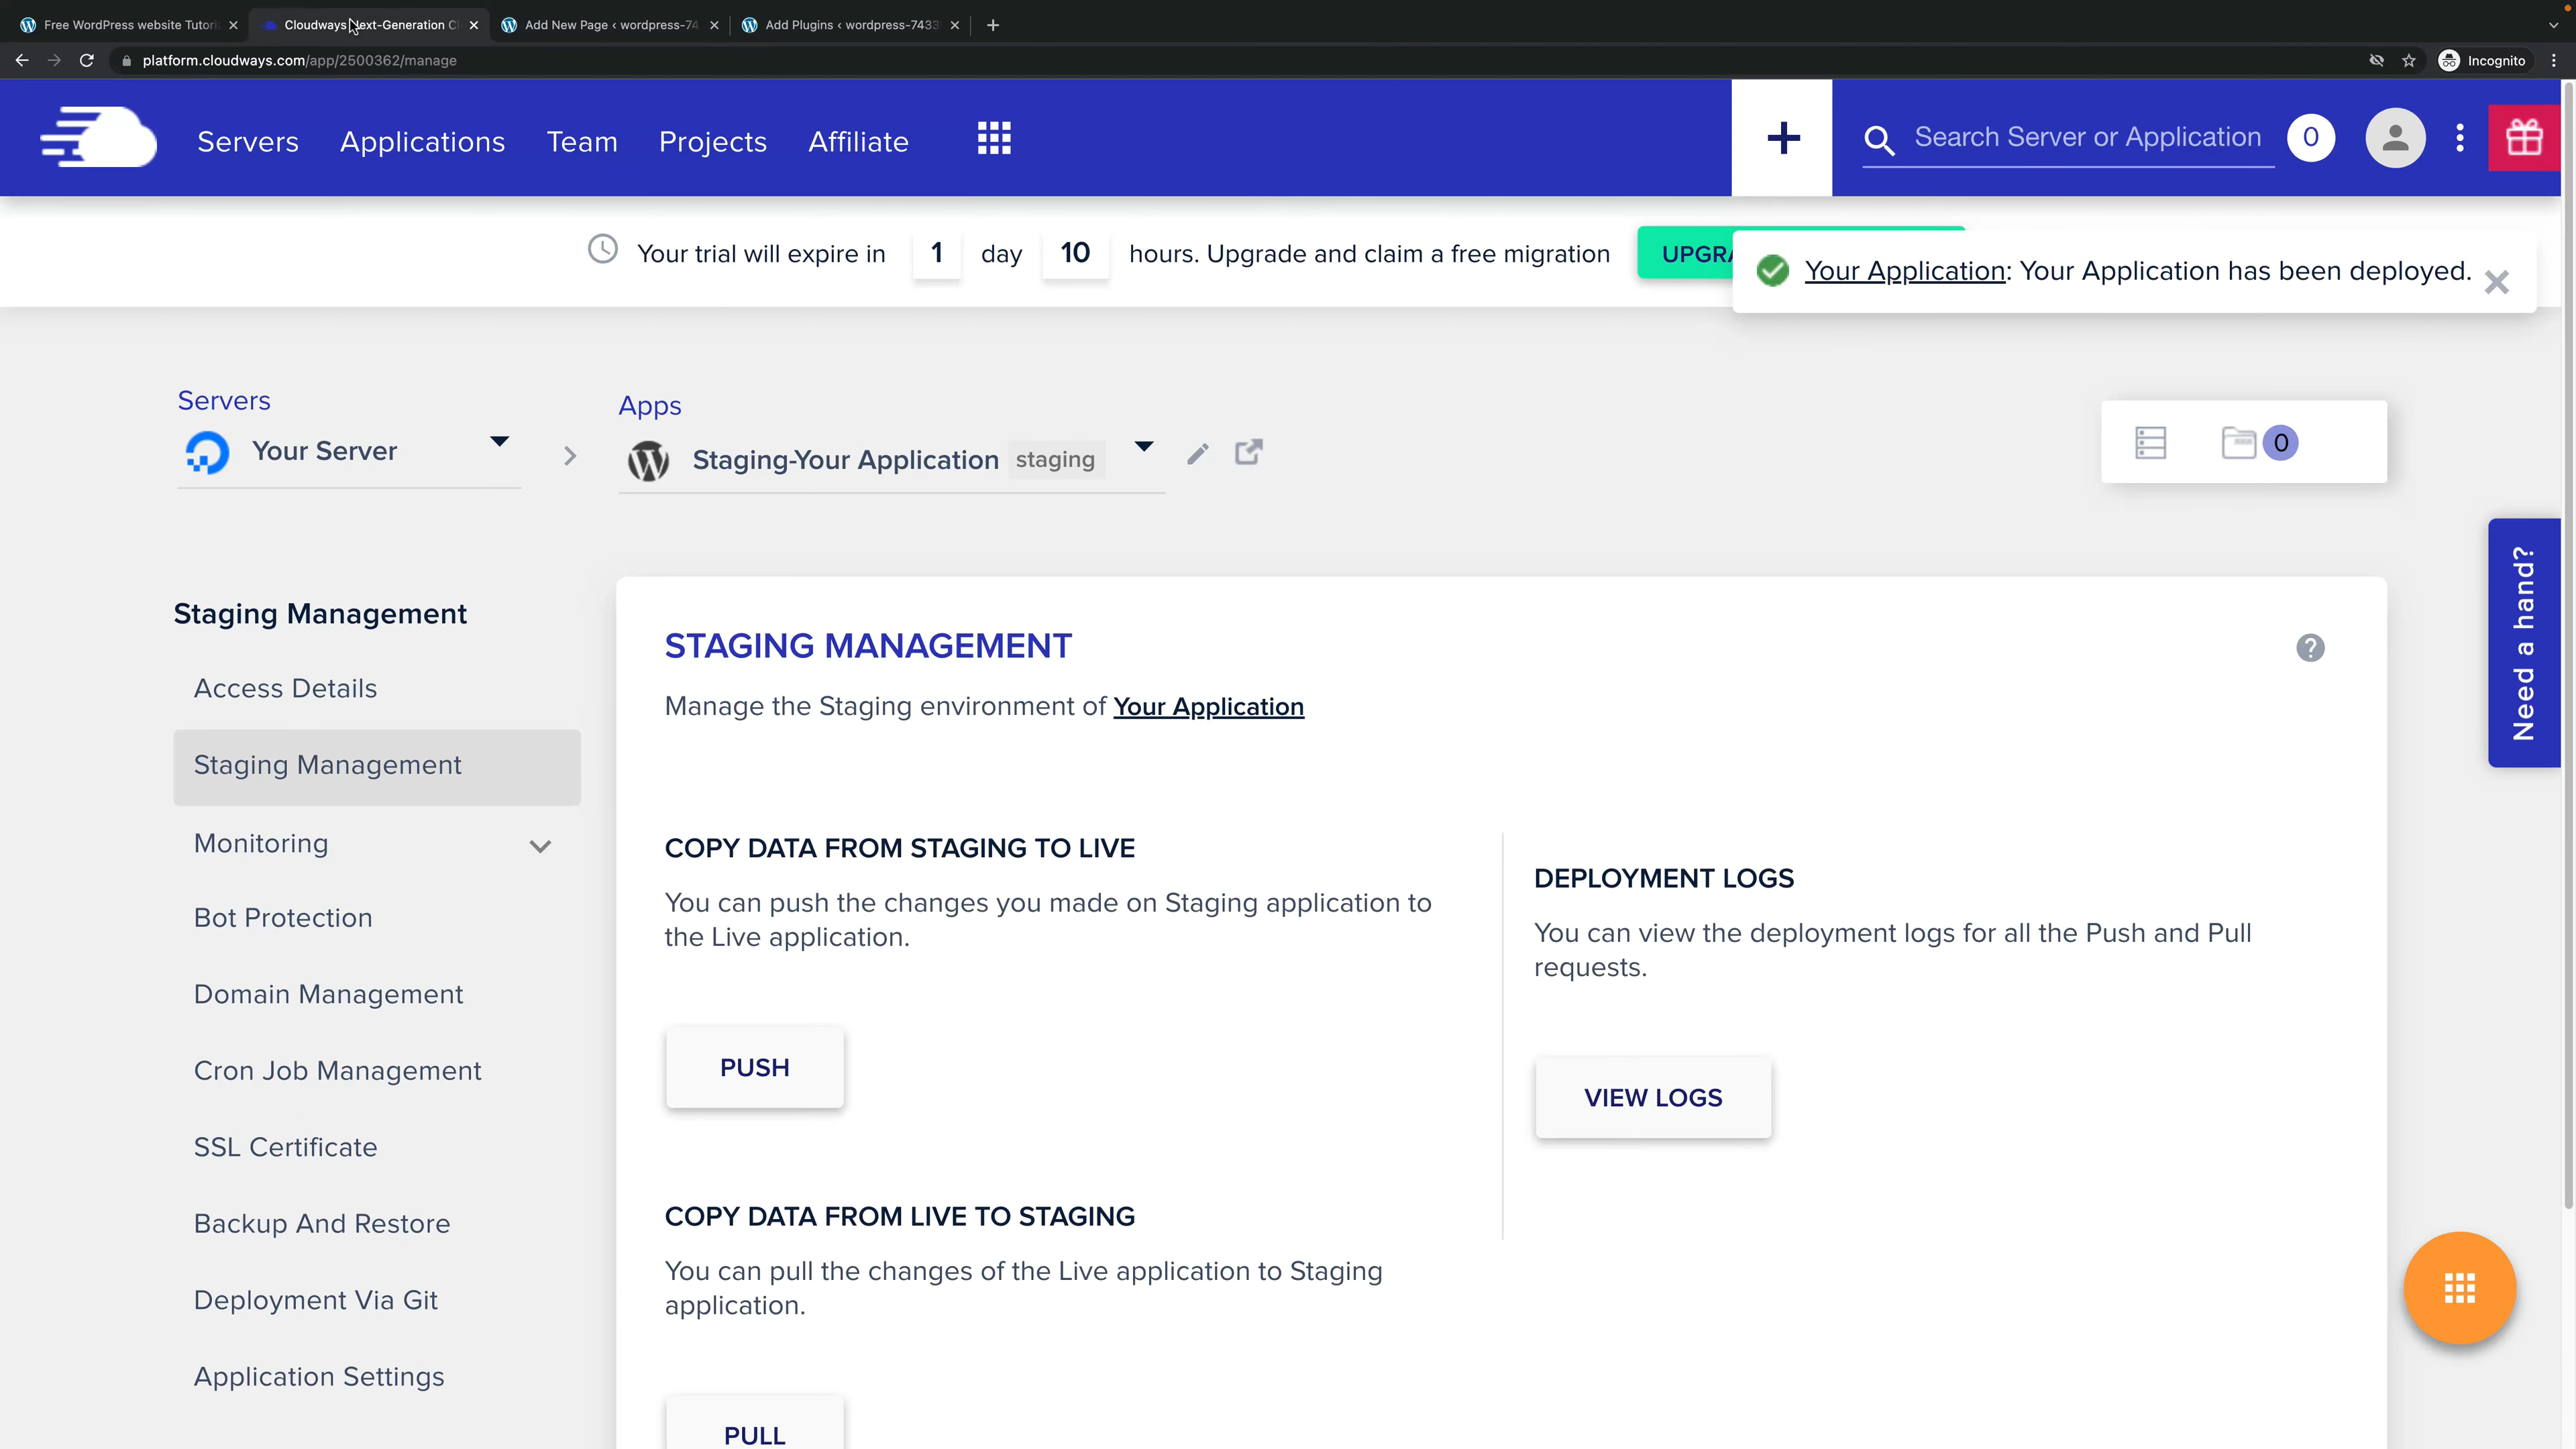 Free WordPress website Tutori
Cloudways
ext-Generation C
Add New Page ‹ wordpress-74
Add Plugins ‹ wordpress-7433
platform.cloudways.com/app/2500362/manage
Incognito
Servers
Applications
Team
Projects
Affiliate
Search Server or Application
0
Your trial will expire in 1 day 10 hours. Upgrade and claim a free migration
UPGRA
Your Application: Your Application has been deployed.
Servers
Your Server
Apps
Staging-Your Application staging
0
Need a hand?
Staging Management
Access Details
Staging Management
Monitoring
Bot Protection
Domain Management
Cron Job Management
SSL Certificate
Backup And Restore
Deployment Via Git
Application Settings
STAGING MANAGEMENT
Manage the Staging environment of Your Application
COPY DATA FROM STAGING TO LIVE
You can push the changes you made on Staging application to
the Live application.
PUSH
DEPLOYMENT LOGS
You can view the deployment logs for all the Push and Pull
requests.
VIEW LOGS
COPY DATA FROM LIVE TO STAGING
You can pull the changes of the Live application to Staging
application.
PULL